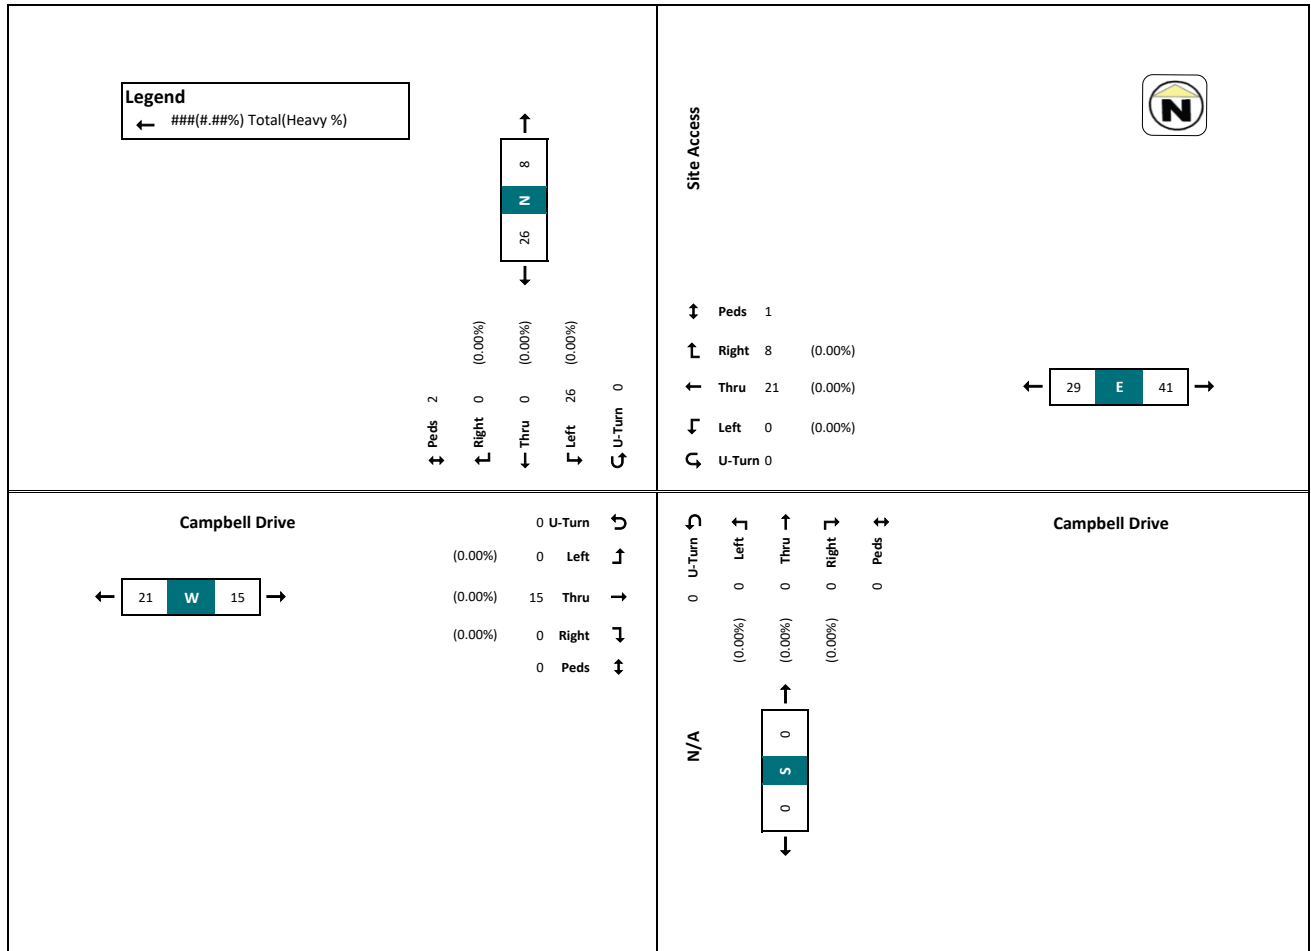 Legend
← ###(#.##%) Total(Heavy %)
8
N
26
(0.00%) (0.00%) (0.00%)
2 0 0 26 0
Peds Right Thru Left U-Turn
Site Access
N
Peds 1
Right 8 (0.00%)
Thru 21 (0.00%)
Left 0 (0.00%)
U-Turn 0
29 E 41
Campbell Drive
0 U-Turn
(0.00%) 0 Left
21 W 15
(0.00%) 15 Thru
(0.00%) 0 Right
0 Peds
U-Turn Left Thru Right Peds
0 0 0 0 0
(0.00%) (0.00%) (0.00%)
Campbell Drive
N/A
0
S
0